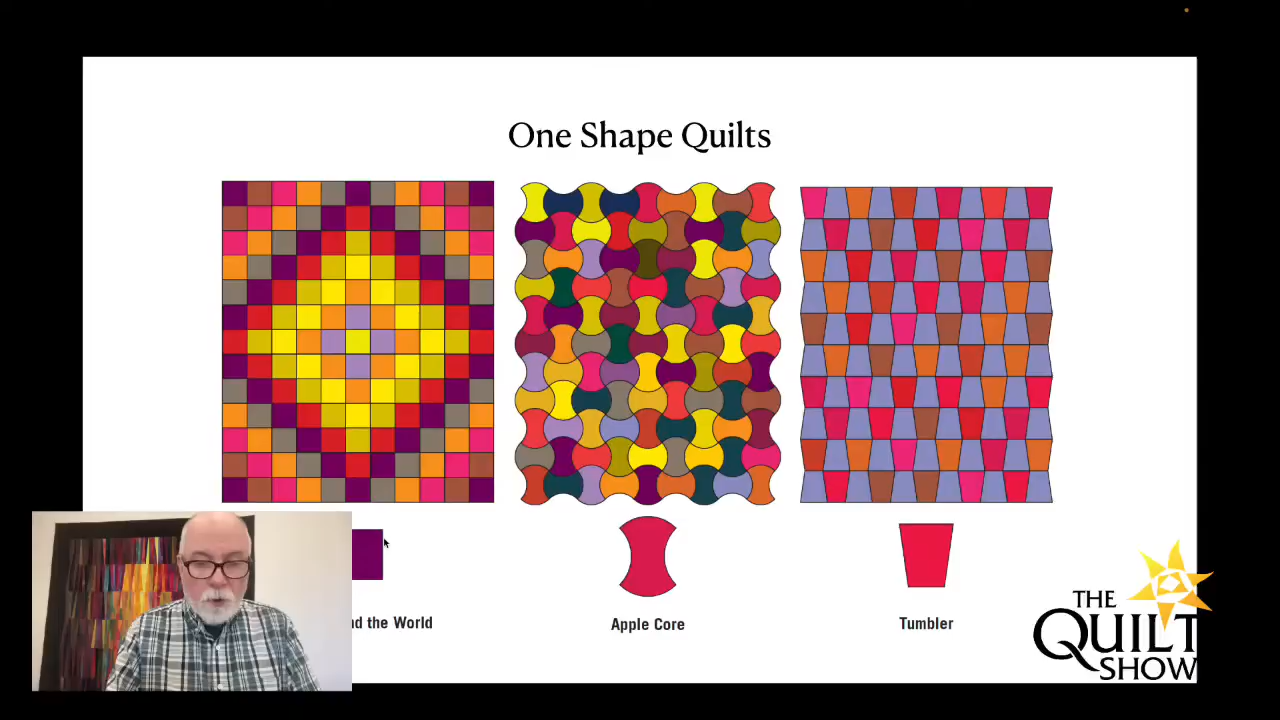 One Shape Quilts
nd the World
Apple Core
Tumbler
THE
QUILT
SHOW